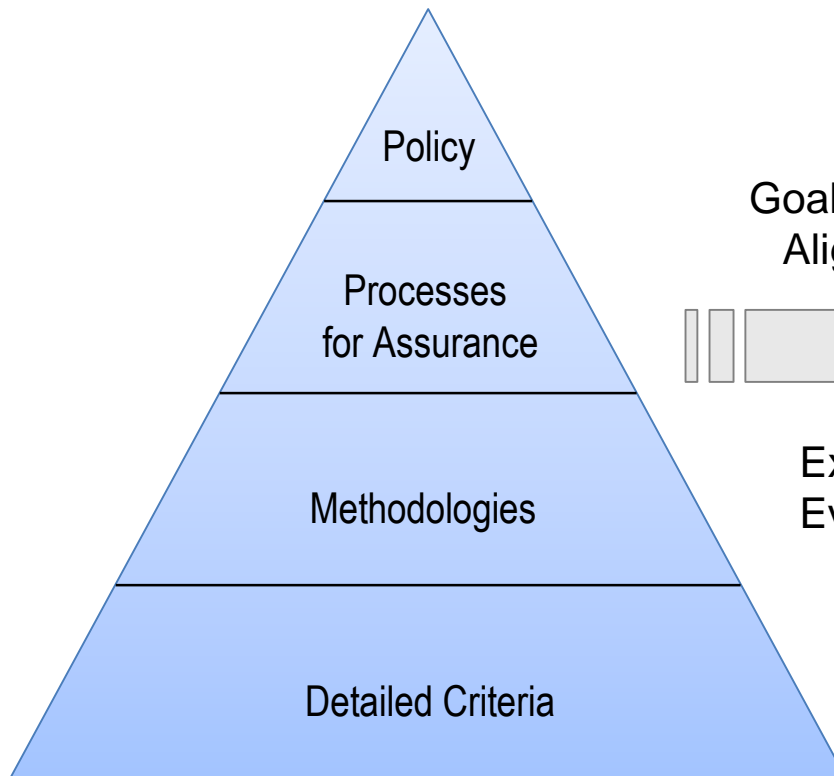 Policy
Processes
for Assurance
Methodologies
Detailed Criteria